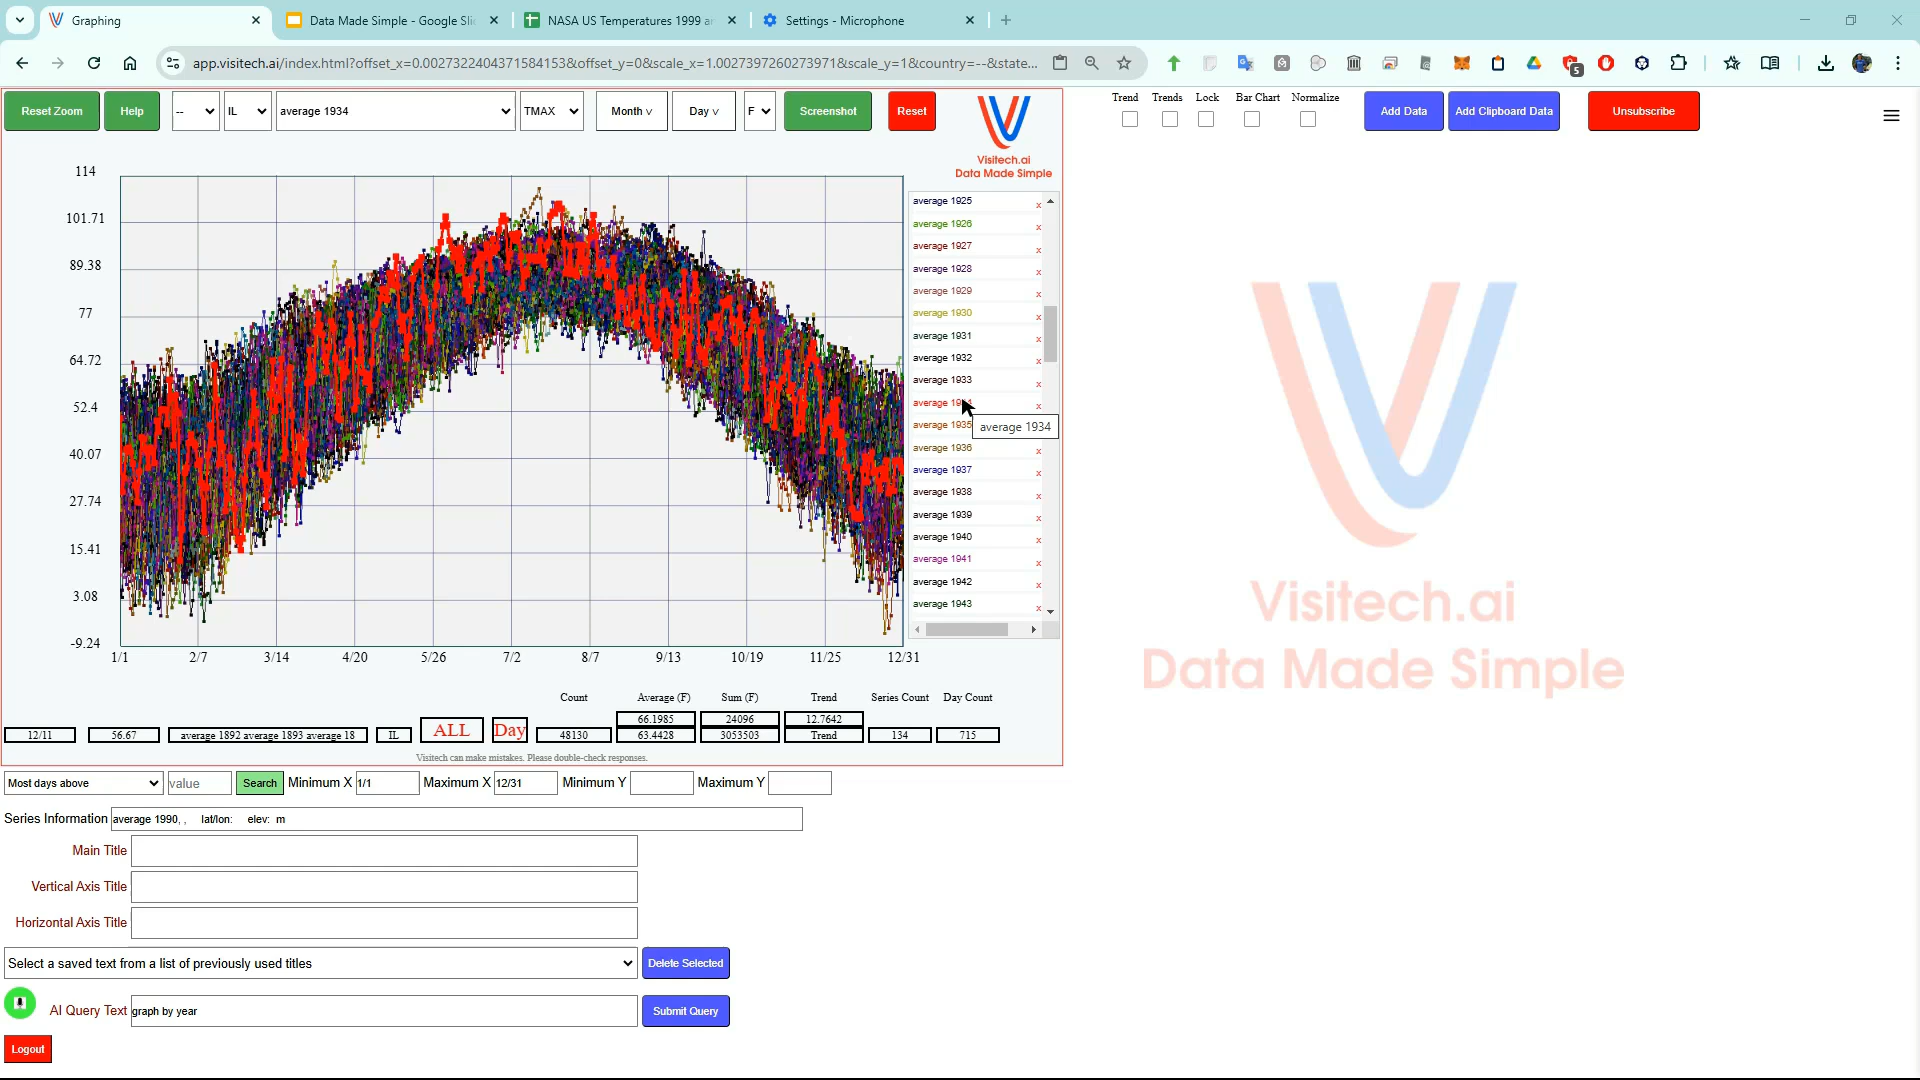 Graphing
Data Made Simple - Google Sli
NASA US Temperatures 1999 a
Settings - Microphone
app.visitech.ai/index.html?offset_x=0.0027322404371584153&offset_y=0&scale_x=1.0027397260273971&scale_y=1&country=--&state...
5
Reset Zoom
Help
--
IL
average 1934
TMAX
Month v
Day v
F
Screenshot
Reset
Visitech.ai
Data Made Simple
Trend Trends Lock Bar Chart Normalize
Add Data
Add Clipboard Data
Unsubscribe
114
101.71
89.38
77
64.72
52.4
40.07
27.74
15.41
3.08
-9.24
1/1 2/7 3/14 4/20 5/26 7/2 8/7 9/13 10/19 11/25 12/31
average 1925 x
average 1926 x
average 1927 x
average 1928 x
average 1929 x
average 1930 x
average 1931 x
average 1932 x
average 1933 x
average 1934 x
average 1934
average 1935
average 1936 x
average 1937 x
average 1938 x
average 1939 x
average 1940 x
average 1941 x
average 1942 x
average 1943 x
Visitech.ai
Data Made Simple
Count Average (F) Sum (F) Trend Series Count Day Count
66.1985 24096 12.7642
12/11 56.67 average 1892 average 1893 average 18 IL ALL Day 48130 63.4428 3053503 Trend 134 715
Visitech can make mistakes. Please double-check responses.
Most days above value Search Minimum X 1/1 Maximum X 12/31 Minimum Y Maximum Y
Series Information average 1990, , lat/lon: elev: m
Main Title
Vertical Axis Title
Horizontal Axis Title
Select a saved text from a list of previously used titles Delete Selected
AI Query Text graph by year Submit Query
Logout